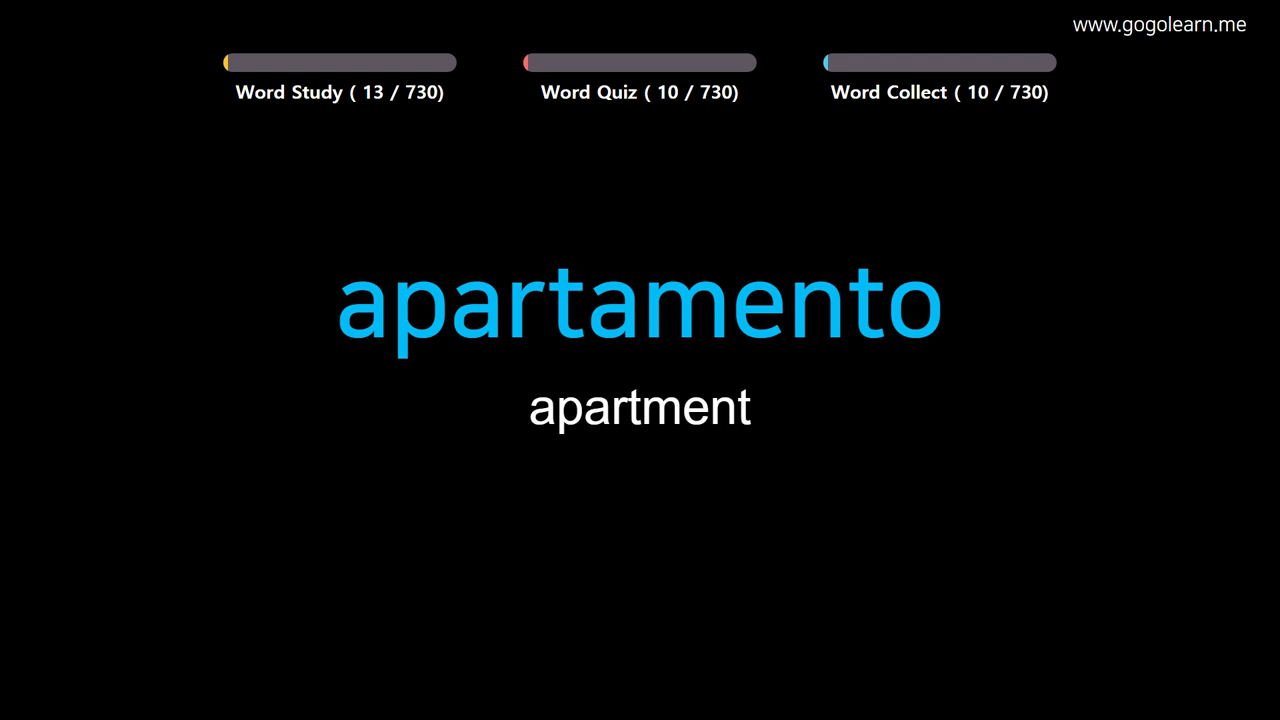 www.gogolearn.me
Word Study ( 13 / 730)
Word Quiz ( 10 / 730)
Word Collect ( 10 / 730)
apartamento
apartment